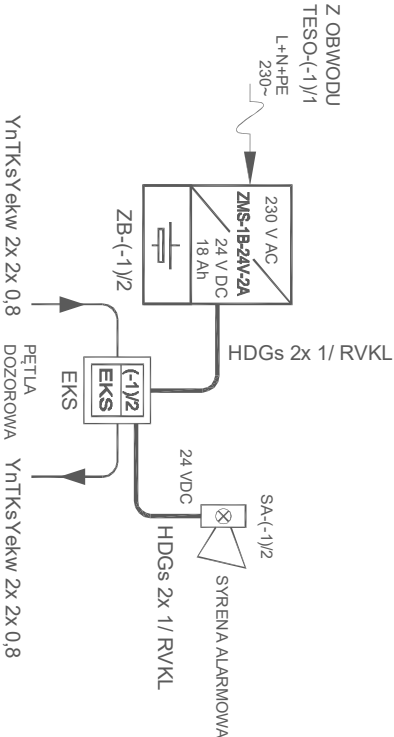 Z OBWODU
TESO-(-1)/1
L+N+PE
230~
230 V AC
ZMS-1B-24V-2A
24 V DC
18 Ah
ZB-(-1)/2
HDGs 2x 1/ RVKL
YnTKsYekw 2x 2x 0,8
(-1)/2
EKS
EKS
PĘTLA
DOZOROWA
YnTKsYekw 2x 2x 0,8
24 VDC
HDGs 2x 1/ RVKL
SA-(-1)/2
SYRENA ALARMOWA